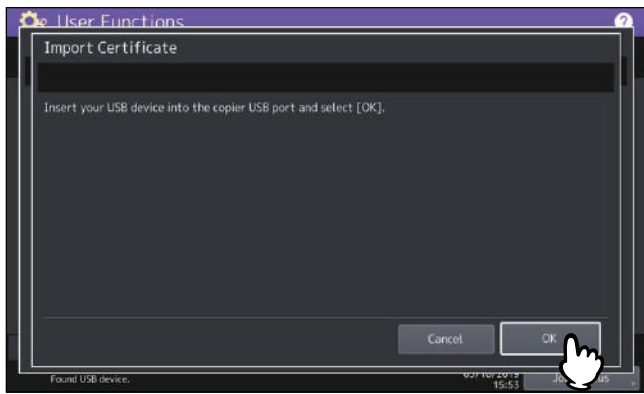 User Functions
?
Import Certificate
Insert your USB device into the copier USB port and select [OK].
Cancel
OK
Found USB device.
15:53